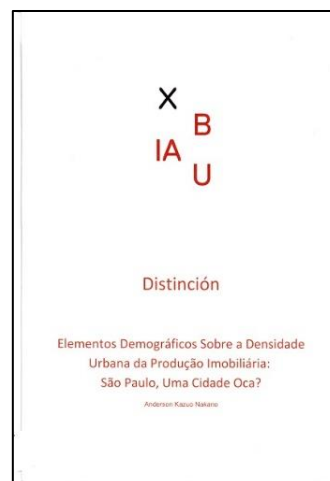 X
B
IA
U
Distinción
Elementos Demográficos Sobre a Densidade
Urbana da Produção Imobiliária:
São Paulo, Uma Cidade Oca?
Anderson Kazuo Nakano